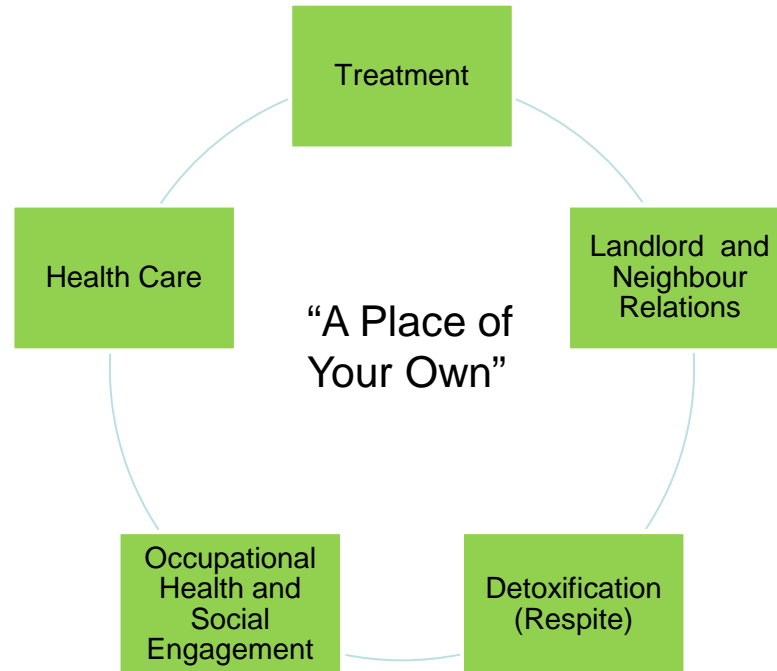 Treatment
Landlord and
Neighbour
Relations
Health Care
“A Place of
Your Own”
Occupational
Health and
Social
Engagement
Detoxification
(Respite)